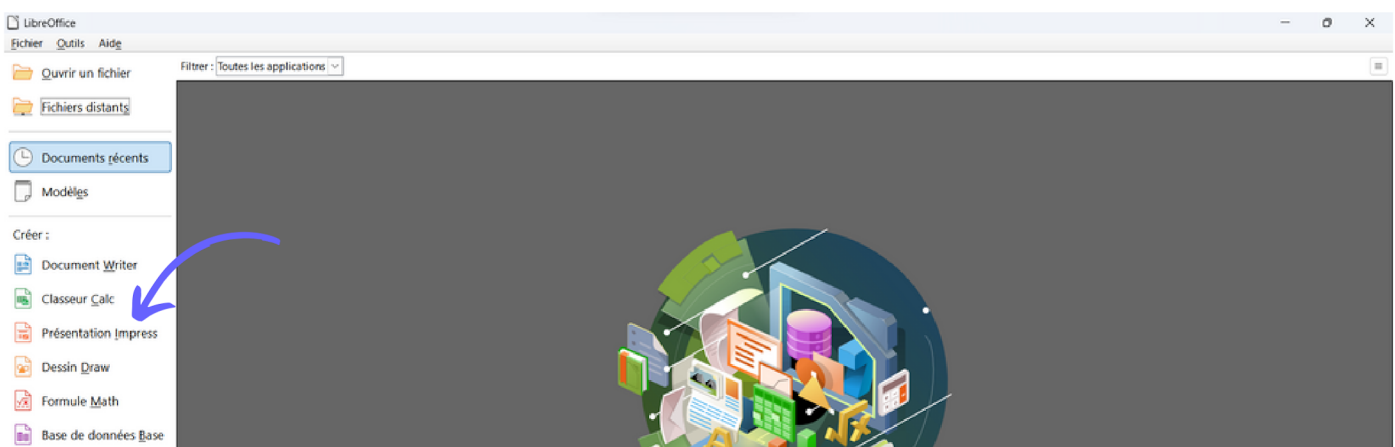 LibreOffice
Fichier Outils Aide
Ouvrir un fichier
Filtrer : Toutes les applications
Fichiers distants
Documents récents
Modèles
Créer :
Document Writer
Classeur Calc
Présentation Impress
Dessin Draw
Formule Math
Base de données Base